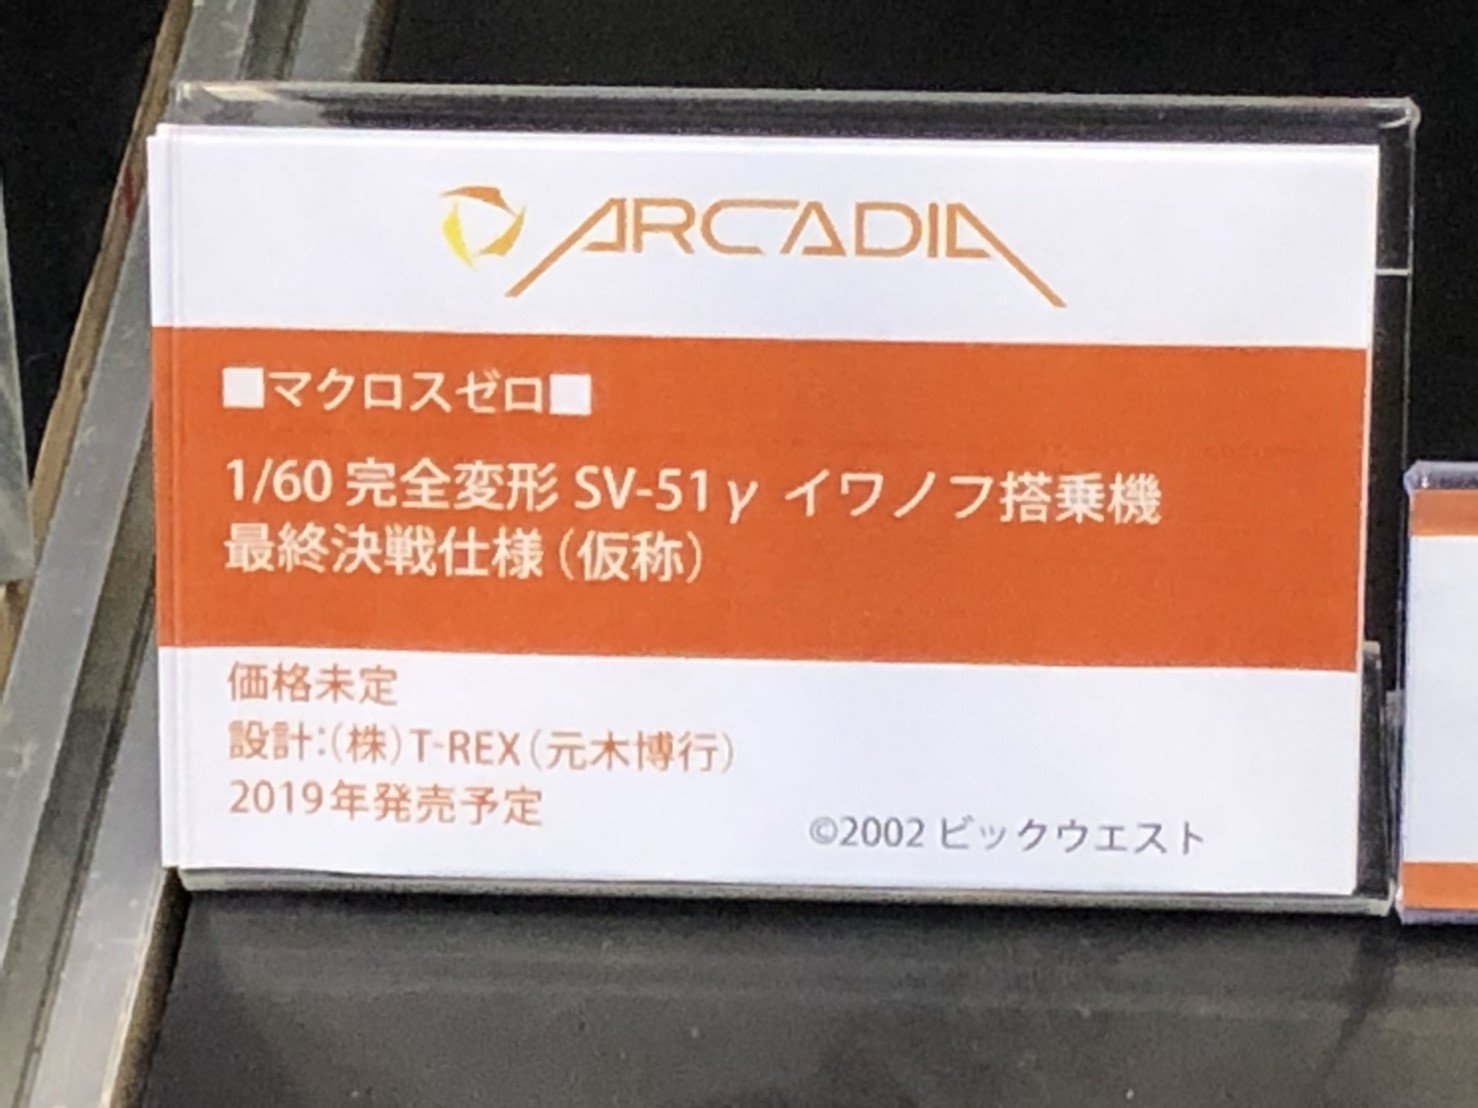 ARCADIA
■マクロスゼロ■
1/60 完全変形 SV-51γ イワノフ搭乗機
最終決戦仕様（仮称）
価格未定
設計：（株）T-REX（元木博行）
2019年発売予定
©2002 ビックウエスト